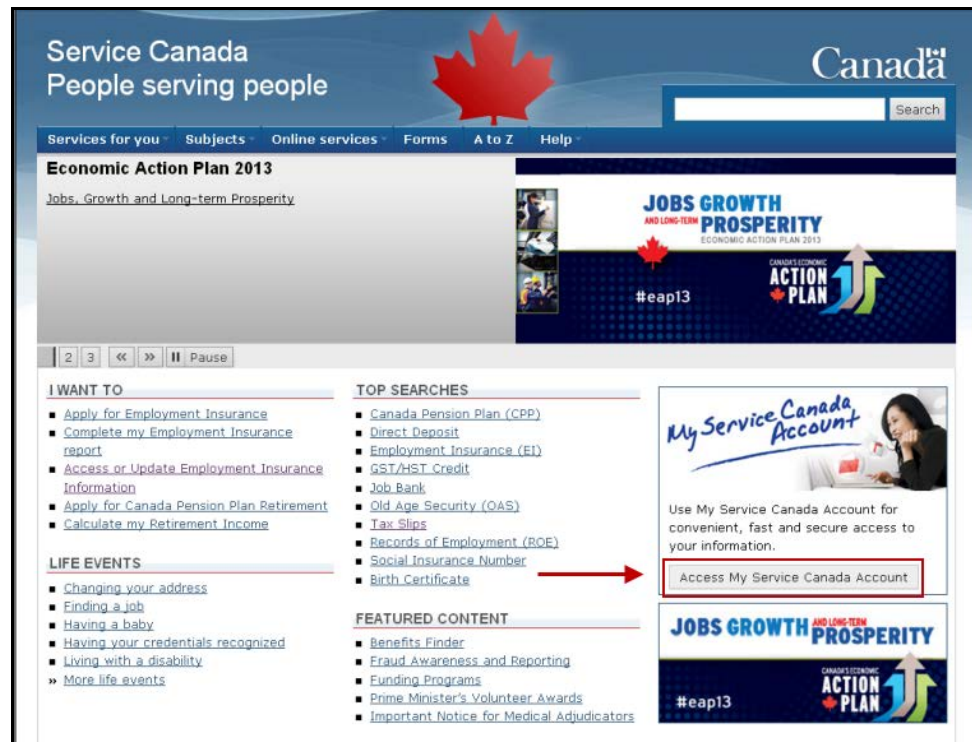 Service Canada
People serving people
Canada
Search
Services for you
Subjects
Online services
Forms
A to Z
Help
Economic Action Plan 2013
Jobs, Growth and Long-term Prosperity
JOBS GROWTH
AND LONG-TERM PROSPERITY
ECONOMIC ACTION PLAN 2013
CANADA'S ECONOMIC
ACTION
PLAN
#eap13
2 3 « » Pause
I WANT TO
Apply for Employment Insurance
Complete my Employment Insurance
report
Access or Update Employment Insurance
Information
Apply for Canada Pension Plan Retirement
Calculate my Retirement Income
LIFE EVENTS
Changing your address
Finding a job
Having a baby
Having your credentials recognized
Living with a disability
» More life events
TOP SEARCHES
Canada Pension Plan (CPP)
Direct Deposit
Employment Insurance (EI)
GST/HST Credit
Job Bank
Old Age Security (OAS)
Tax Slips
Records of Employment (ROE)
Social Insurance Number
Birth Certificate
FEATURED CONTENT
Benefits Finder
Fraud Awareness and Reporting
Funding Programs
Prime Minister's Volunteer Awards
Important Notice for Medical Adjudicators
My Service Canada
Account
Use My Service Canada Account for
convenient, fast and secure access to
your information.
Access My Service Canada Account
JOBS GROWTH AND LONG-TERM PROSPERITY
CANADA'S ECONOMIC
ACTION
PLAN
#eap13